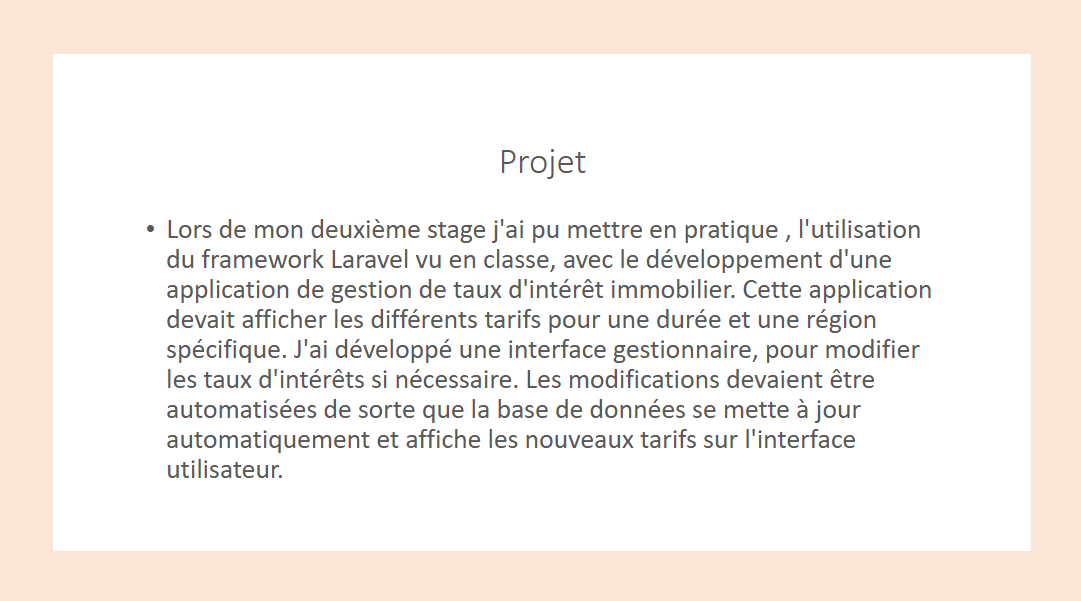 Projet
• Lors de mon deuxième stage j'ai pu mettre en pratique , l'utilisation
du framework Laravel vu en classe, avec le développement d'une
application de gestion de taux d'intérêt immobilier. Cette application
devait afficher les différents tarifs pour une durée et une région
spécifique. J'ai développé une interface gestionnaire, pour modifier
les taux d'intérêts si nécessaire. Les modifications devaient être
automatisées de sorte que la base de données se mette à jour
automatiquement et affiche les nouveaux tarifs sur l'interface
utilisateur.